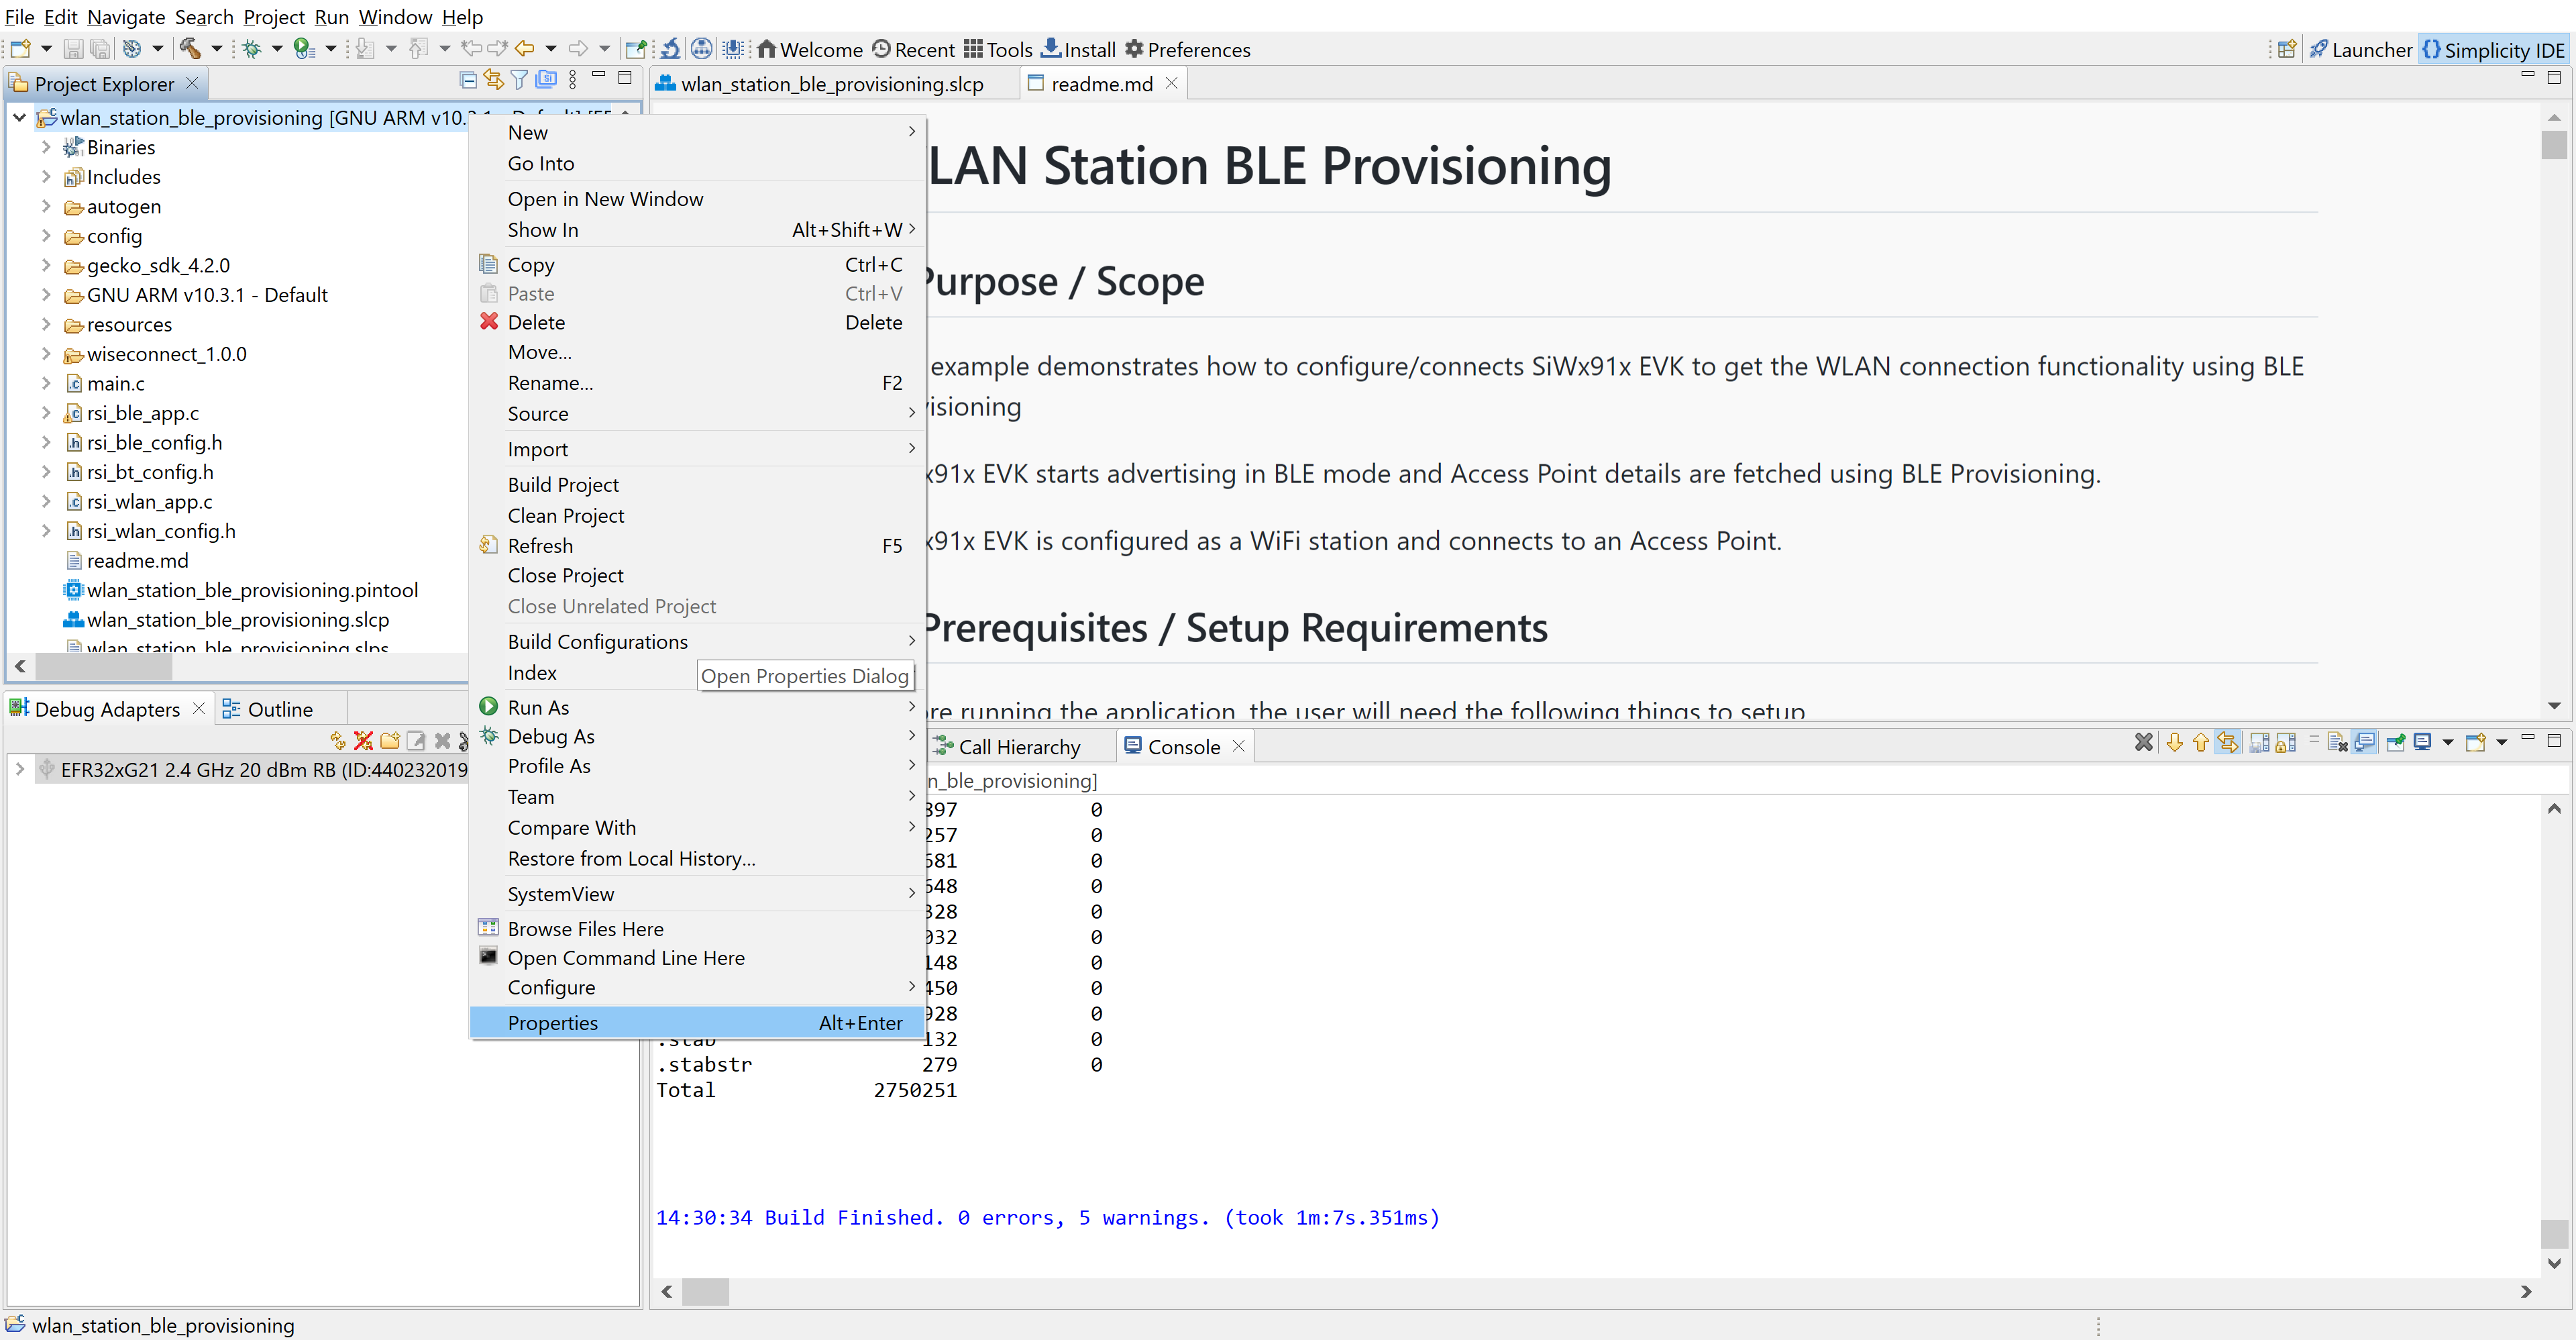 File Edit Navigate Search Project Run Window Help
Welcome Recent Tools Install Preferences Launcher Simplicity IDE
Project Explorer
wlan_station_ble_provisioning [GNU ARM v10.
Binaries
Includes
autogen
config
gecko_sdk_4.2.0
GNU ARM v10.3.1 - Default
resources
wiseconnect_1.0.0
main.c
rsi_ble_app.c
rsi_ble_config.h
rsi_bt_config.h
rsi_wlan_app.c
rsi_wlan_config.h
readme.md
wlan_station_ble_provisioning.pintool
wlan_station_ble_provisioning.slcp
wlan_station_ble_provisioning.slps
Debug Adapters
Outline
EFR32xG21 2.4 GHz 20 dBm RB (ID:440232019
New
Go Into
Open in New Window
Show In Alt+Shift+W
Copy Ctrl+C
Paste Ctrl+V
Delete Delete
Move...
Rename... F2
Source
Import
Build Project
Clean Project
Refresh F5
Close Project
Close Unrelated Project
Build Configurations
Index
Open Properties Dialog
Run As
Debug As
Profile As
Team
Compare With
Restore from Local History...
SystemView
Browse Files Here
Open Command Line Here
Configure
Properties Alt+Enter
wlan_station_ble_provisioning.slcp
readme.md
LAN Station BLE Provisioning
Purpose / Scope
example demonstrates how to configure/connects SiWx91x EVK to get the WLAN connection functionality using BLE
visioning
x91x EVK starts advertising in BLE mode and Access Point details are fetched using BLE Provisioning.
x91x EVK is configured as a WiFi station and connects to an Access Point.
Prerequisites / Setup Requirements
re running the application, the user will need the following things to setup
Call Hierarchy
Console
n_ble_provisioning]
897 0
257 0
681 0
648 0
328 0
032 0
148 0
450 0
928 0
.stab 132 0
.stabstr 279 0
Total 2750251
14:30:34 Build Finished. 0 errors, 5 warnings. (took 1m:7s.351ms)
wlan_station_ble_provisioning